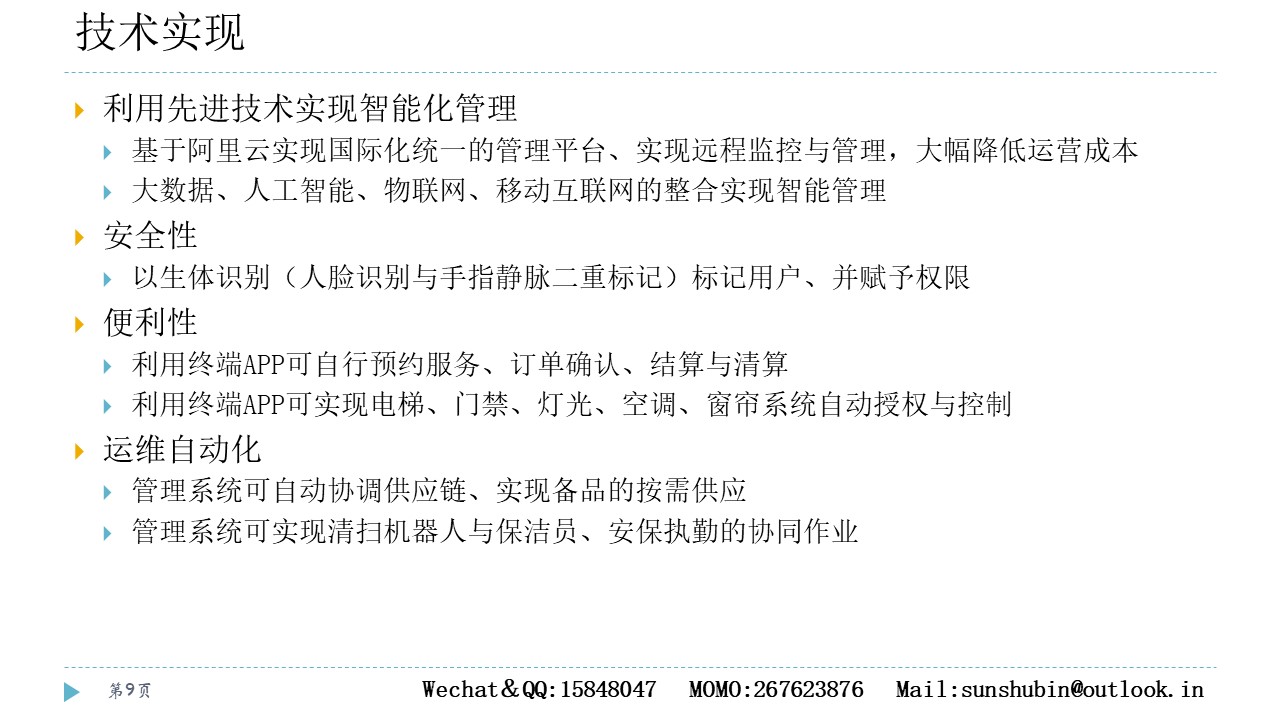 技术实现
利用先进技术实现智能化管理
基于阿里云实现国际化统一的管理平台、实现远程监控与管理，大幅降低运营成本
大数据、人工智能、物联网、移动互联网的整合实现智能管理
安全性
以生体识别（人脸识别与手指静脉二重标记）标记用户、并赋予权限
便利性
利用终端APP可自行预约服务、订单确认、结算与清算
利用终端APP可实现电梯、门禁、灯光、空调、窗帘系统自动授权与控制
运维自动化
管理系统可自动协调供应链、实现备品的按需供应
管理系统可实现清扫机器人与保洁员、安保执勤的协同作业
第9页
Wechat＆QQ:15848047 MOMO:267623876 Mail:sunshubin@outlook.in